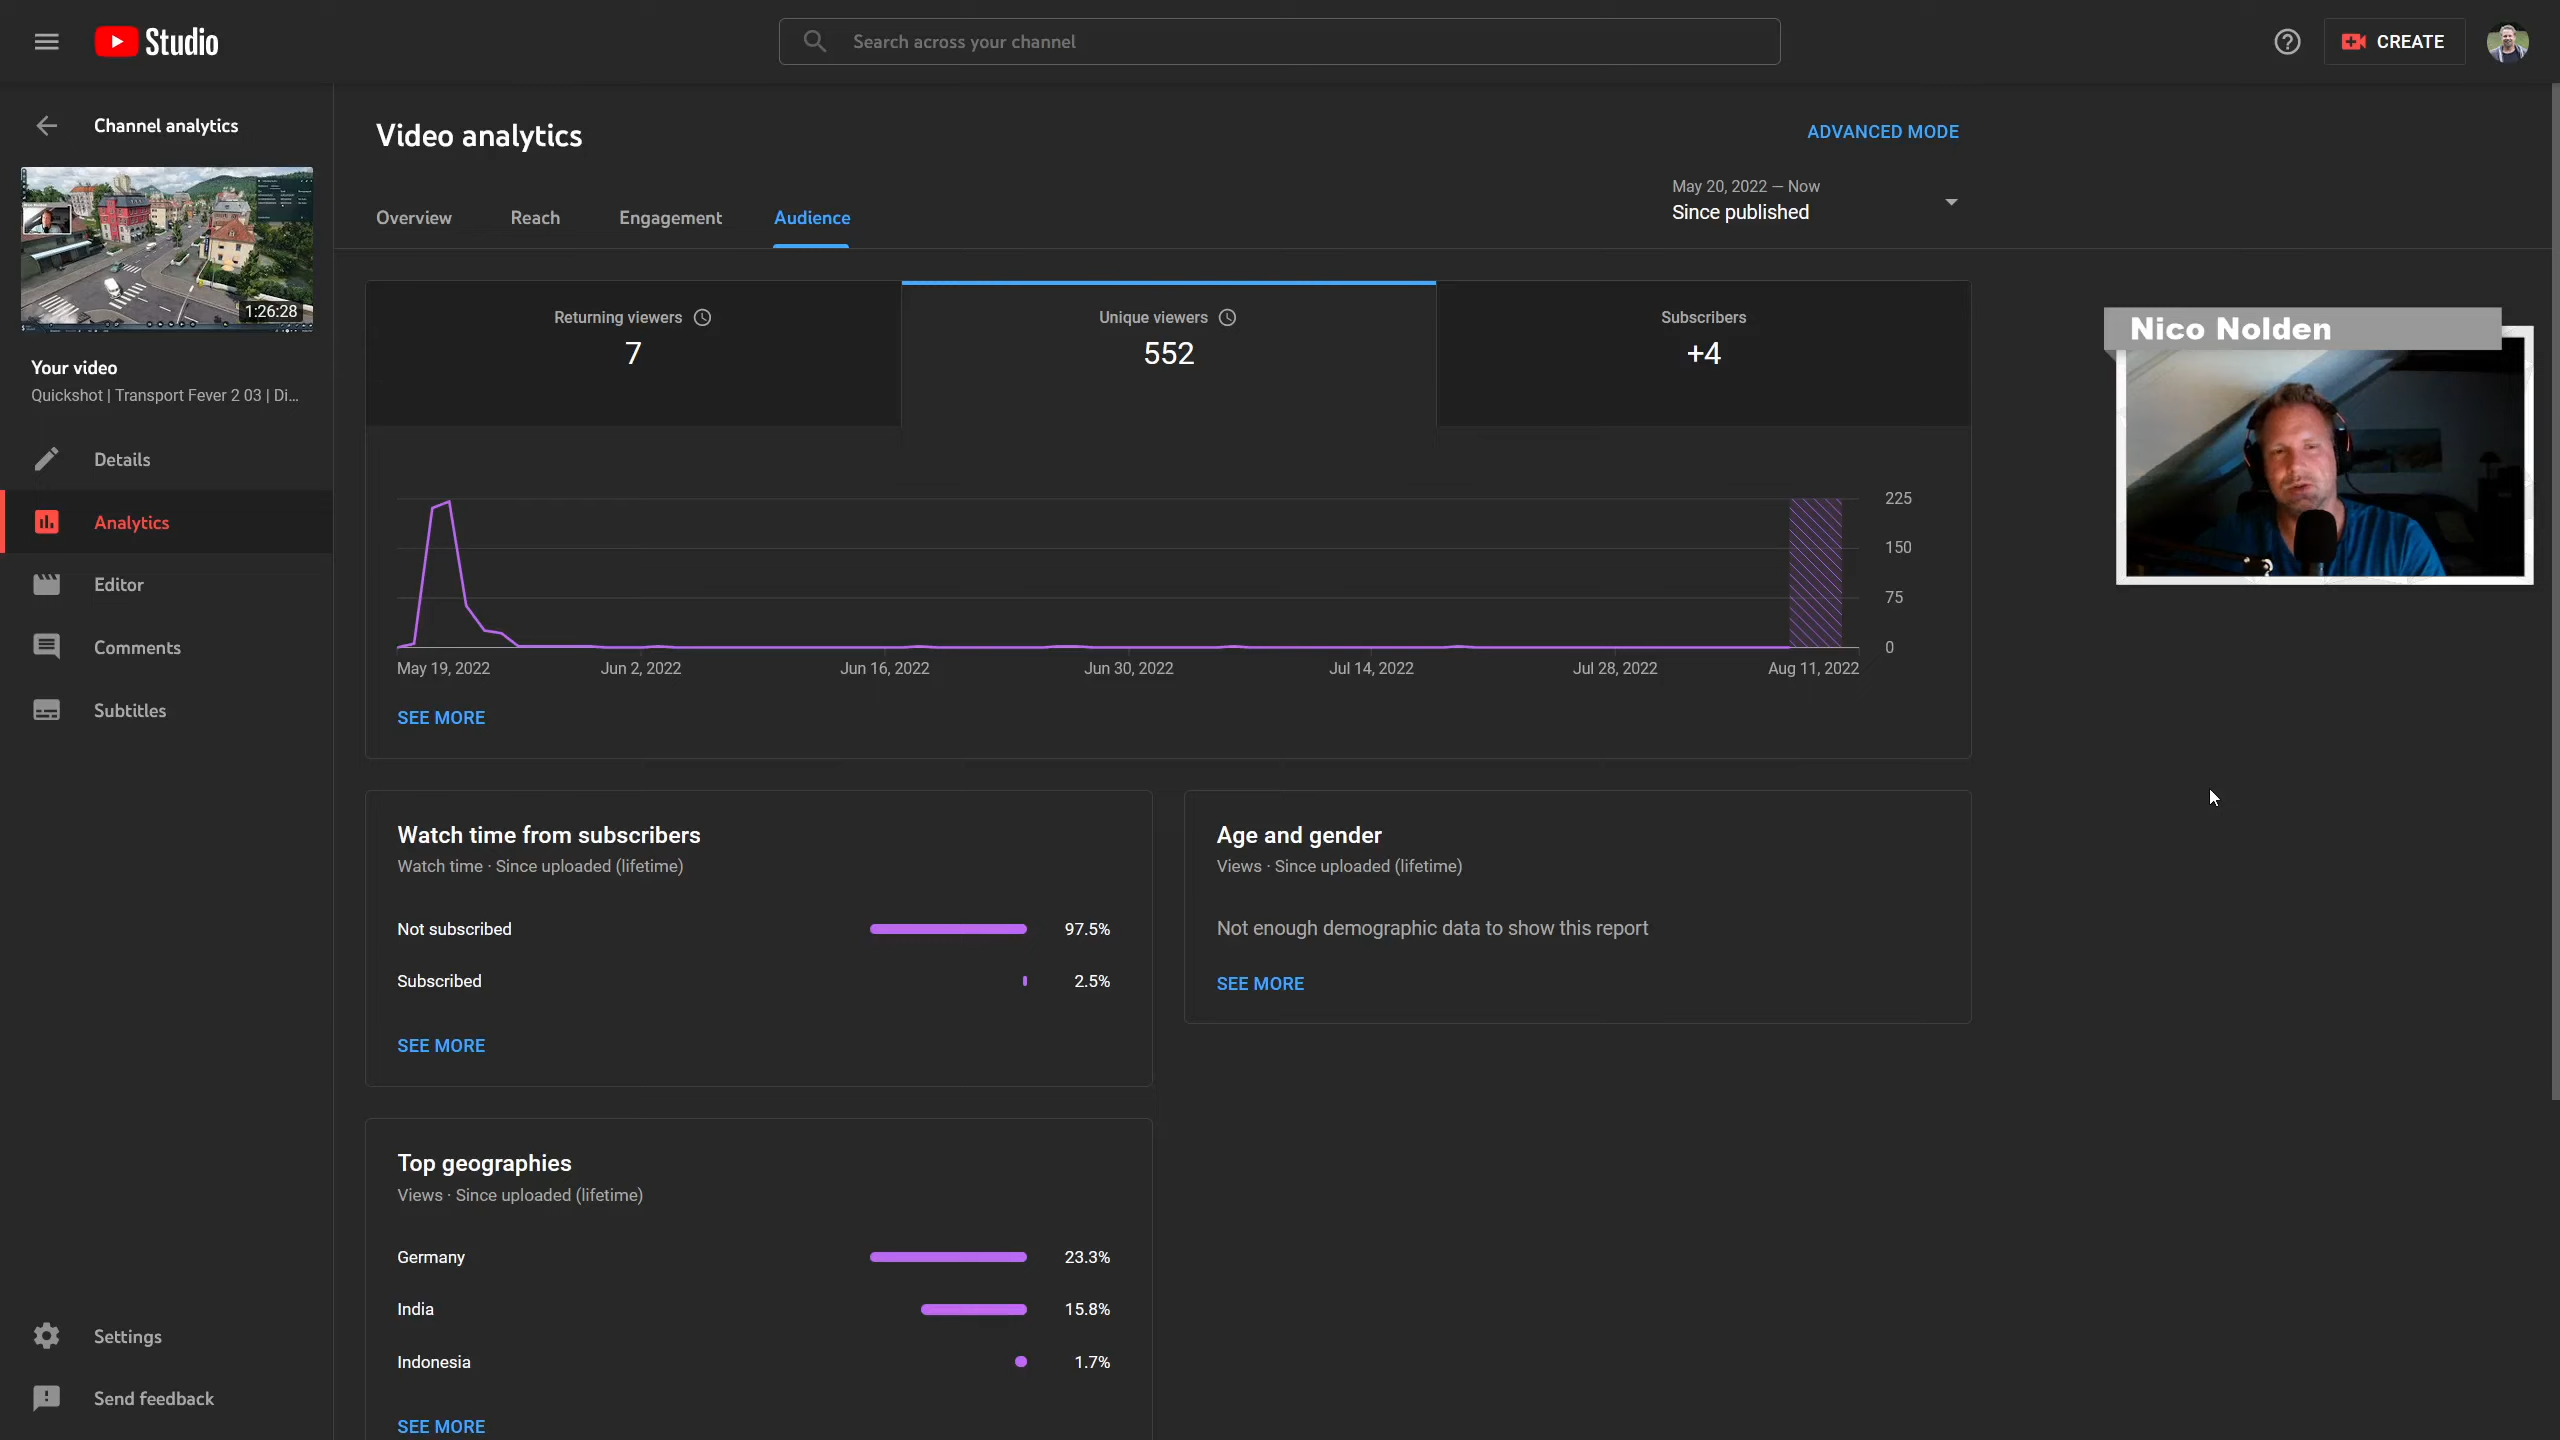 Studio
Search across your channel
CREATE
Channel analytics
1:26:28
Your video
Quickshot | Transport Fever 2 03 | Di...
Details
Analytics
Editor
Comments
Subtitles
Settings
Send feedback
Video analytics
ADVANCED MODE
Overview
Reach
Engagement
Audience
May 20, 2022 – Now
Since published
Returning viewers
7
Unique viewers
552
Subscribers
+4
225
150
75
0
May 19, 2022
Jun 2, 2022
Jun 16, 2022
Jun 30, 2022
Jul 14, 2022
Jul 28, 2022
Aug 11, 2022
SEE MORE
Nico Nolden
Watch time from subscribers
Watch time · Since uploaded (lifetime)
Not subscribed
97.5%
Subscribed
2.5%
SEE MORE
Age and gender
Views · Since uploaded (lifetime)
Not enough demographic data to show this report
SEE MORE
Top geographies
Views · Since uploaded (lifetime)
Germany
23.3%
India
15.8%
Indonesia
1.7%
SEE MORE